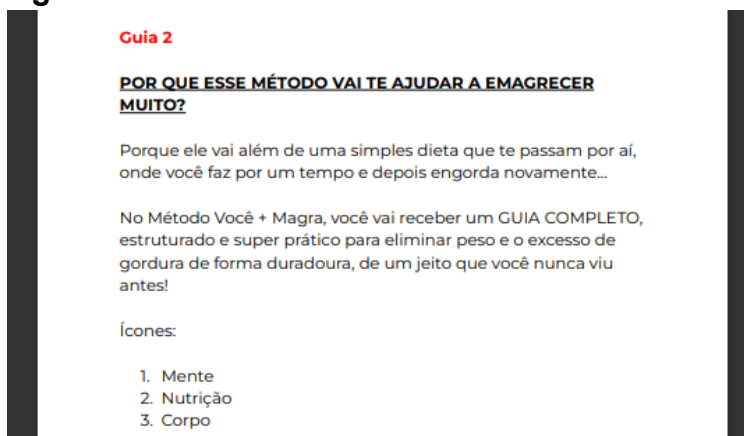 Guia 2
POR QUE ESSE MÉTODO VAI TE AJUDAR A EMAGRECER
MUITO?
Porque ele vai além de uma simples dieta que te passam por aí,
onde você faz por um tempo e depois engorda novamente...
No Método Você + Magra, você vai receber um GUIA COMPLETO,
estruturado e super prático para eliminar peso e o excesso de
gordura de forma duradoura, de um jeito que você nunca viu
antes!
Ícones:
1. Mente
2. Nutrição
3. Corpo